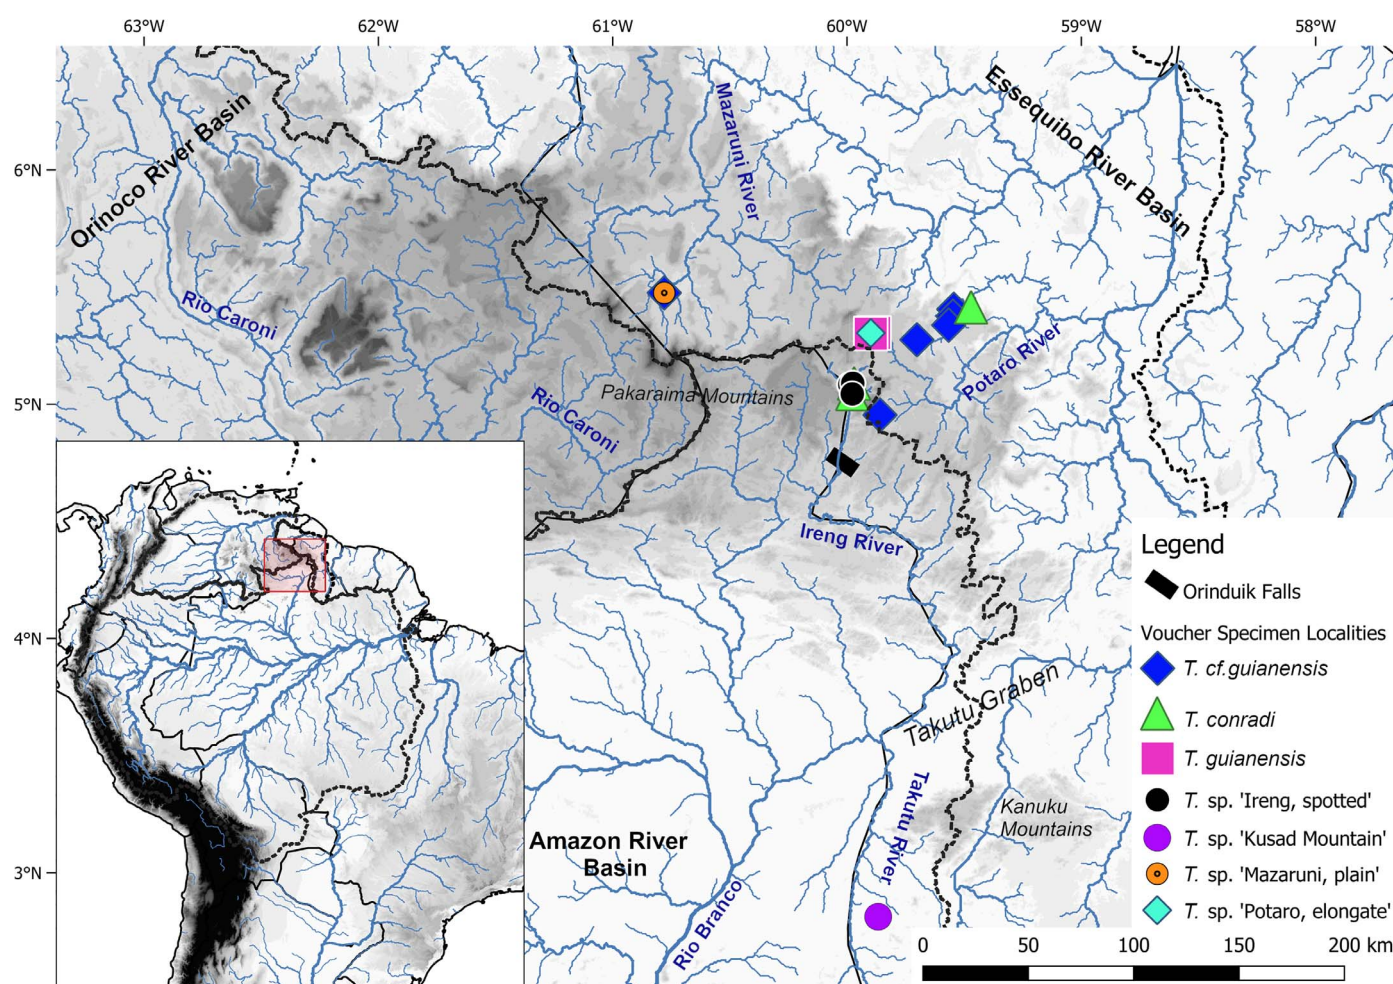 63°W
62°W
61°W
60°W
59°W
58°W
6°N
5°N
4°N
3°N
Orinoco River Basin
Mazaruni River
Essequibo River Basin
Rio Caroni
Potaro River
Pakaraima Mountains
Rio Caroni
Ireng River
Takutu Graben
Takutu River
Kanuku
Mountains
Amazon River
Basin
Rio Branco
Legend
Orinduik Falls
Voucher Specimen Localities
T. cf.guianensis
T. conradi
T. guianensis
T. sp. 'Ireng, spotted'
T. sp. 'Kusad Mountain'
T. sp. 'Mazaruni, plain'
T. sp. 'Potaro, elongate'
0 50 100 150 200 km